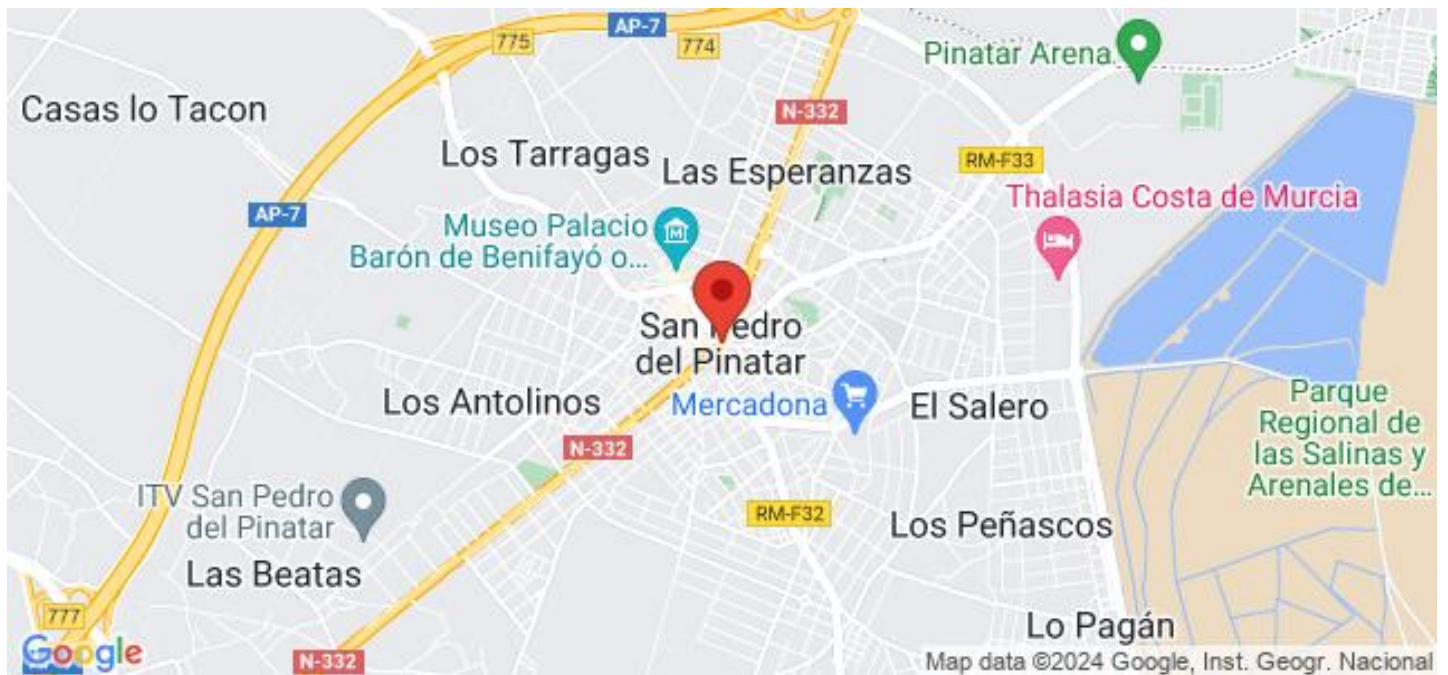 AP-7
775
774
Pinatar Arena
Casas lo Tacon
N-332
Los Tarragas
Las Esperanzas
RM-F33
Thalasia Costa de Murcia
AP-7
Museo Palacio
Barón de Benifayó o...
San Pedro
del Pinatar
Los Antolinos
Mercadona
El Salero
Parque
Regional de
las Salinas y
Arenales de...
N-332
ITV San Pedro
del Pinatar
RM-F32
Los Peñascos
Las Beatas
777
Lo Pagán
Google
N-332
Map data ©2024 Google, Inst. Geogr. Nacional